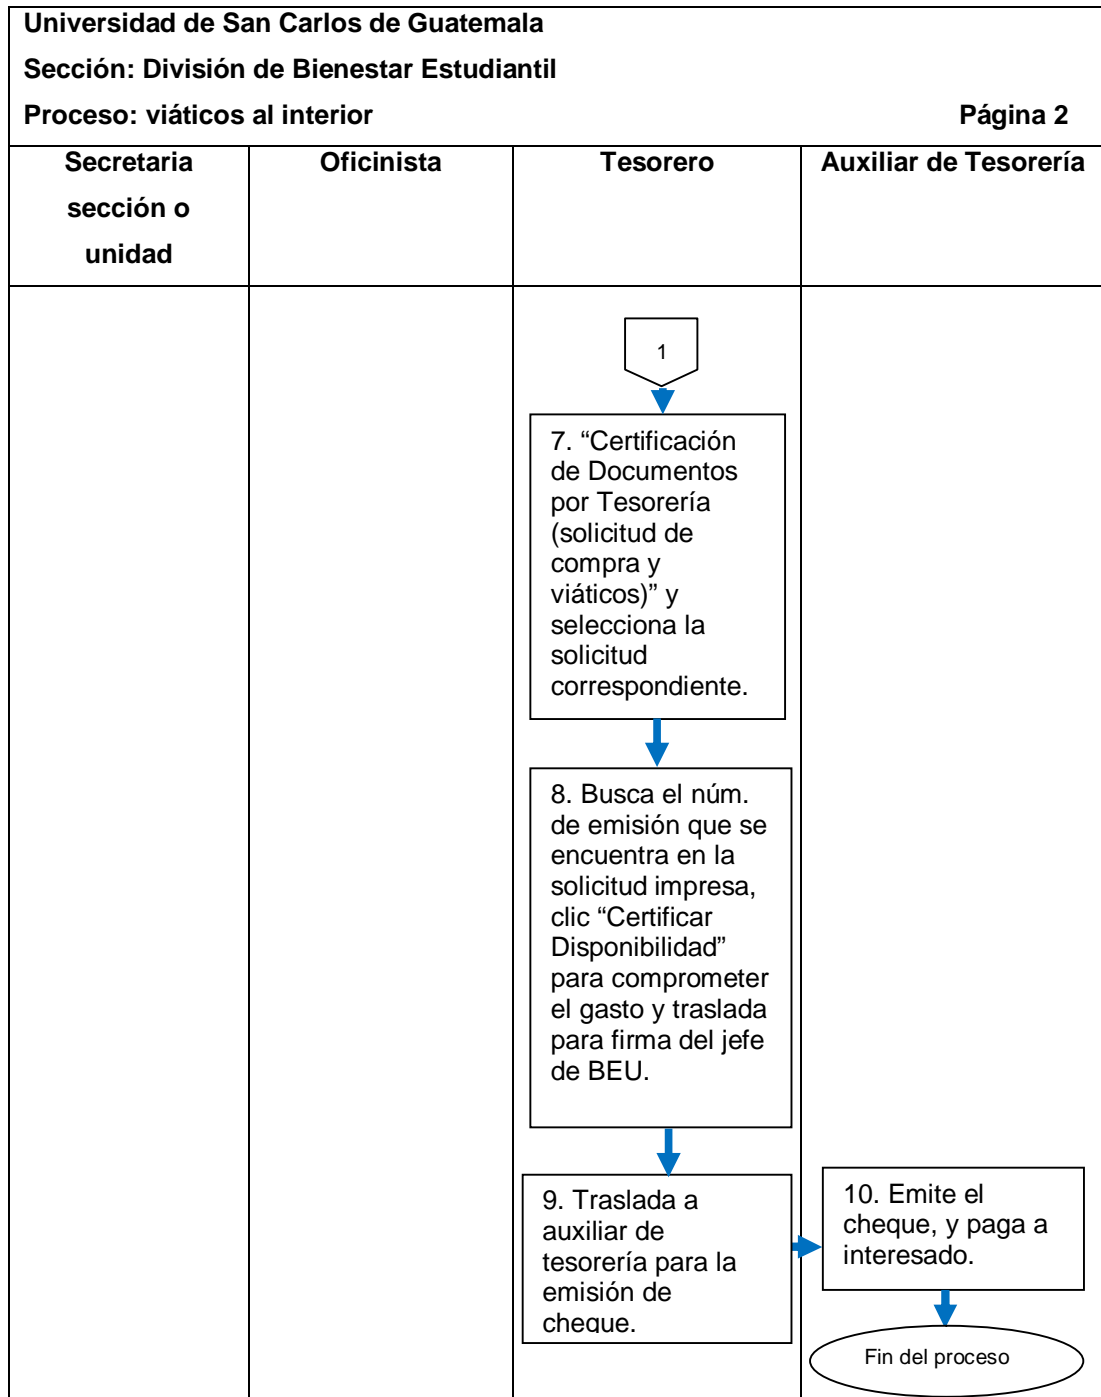 Universidad de San Carlos de Guatemala
Sección: División de Bienestar Estudiantil
Proceso: viáticos al interior Página 2
Secretaria
sección o
unidad
Oficinista
Tesorero
Auxiliar de Tesorería
1
7. “Certificación
de Documentos
por Tesorería
(solicitud de
compra y
viáticos)” y
selecciona la
solicitud
correspondiente.
8. Busca el núm.
de emisión que se
encuentra en la
solicitud impresa,
clic “Certificar
Disponibilidad”
para comprometer
el gasto y traslada
para firma del jefe
de BEU.
9. Traslada a
auxiliar de
tesorería para la
emisión de
cheque.
10. Emite el
cheque, y paga a
interesado.
Fin del proceso